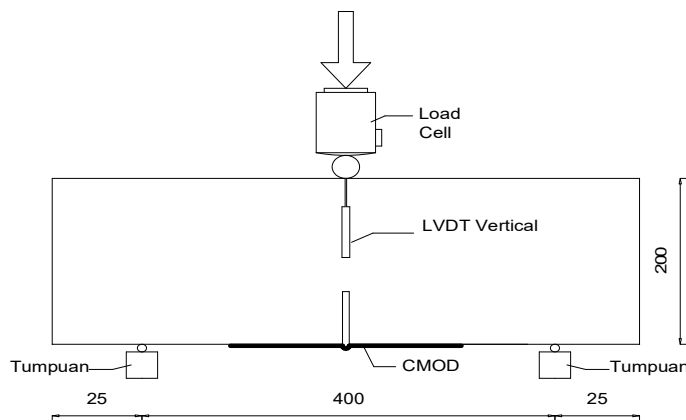 Load
Cell
LVDT Vertical
200
Tumpuan
CMOD
Tumpuan
25
400
25